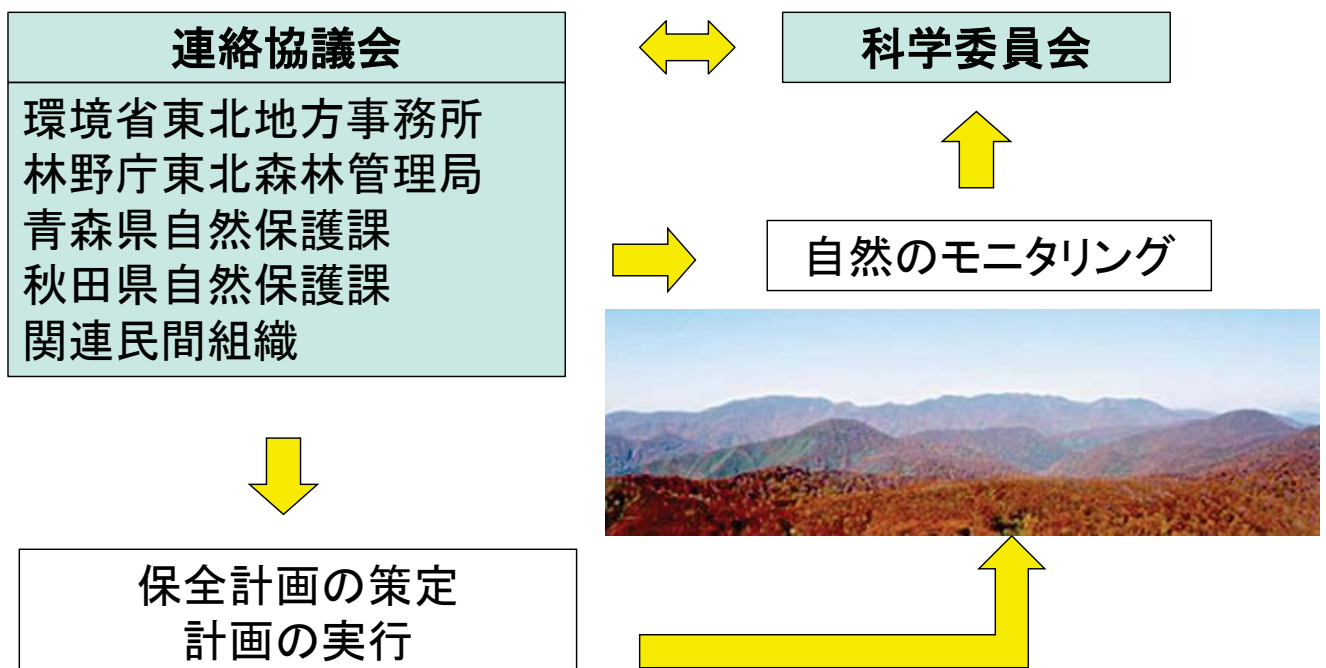 連絡協議会
環境省東北地方事務所
林野庁東北森林管理局
青森県自然保護課
秋田県自然保護課
関連民間組織
科学委員会
自然のモニタリング
保全計画の策定
計画の実行